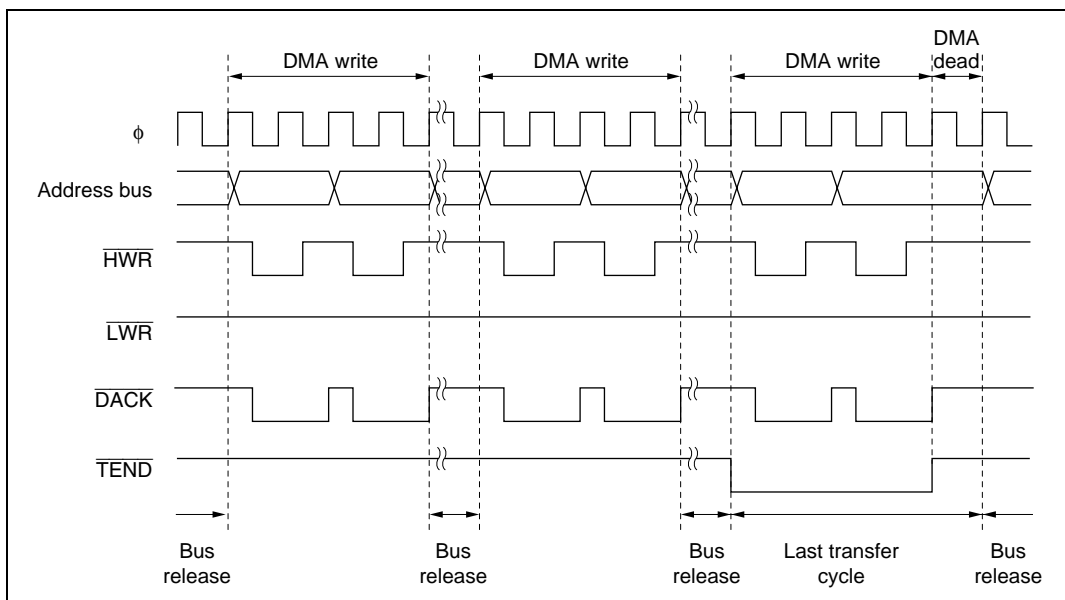 DMA write
DMA write
DMA write
DMA
dead
φ
Address bus
HWR
LWR
DACK
TEND
Bus
release
Bus
release
Bus
release
Last transfer
cycle
Bus
release